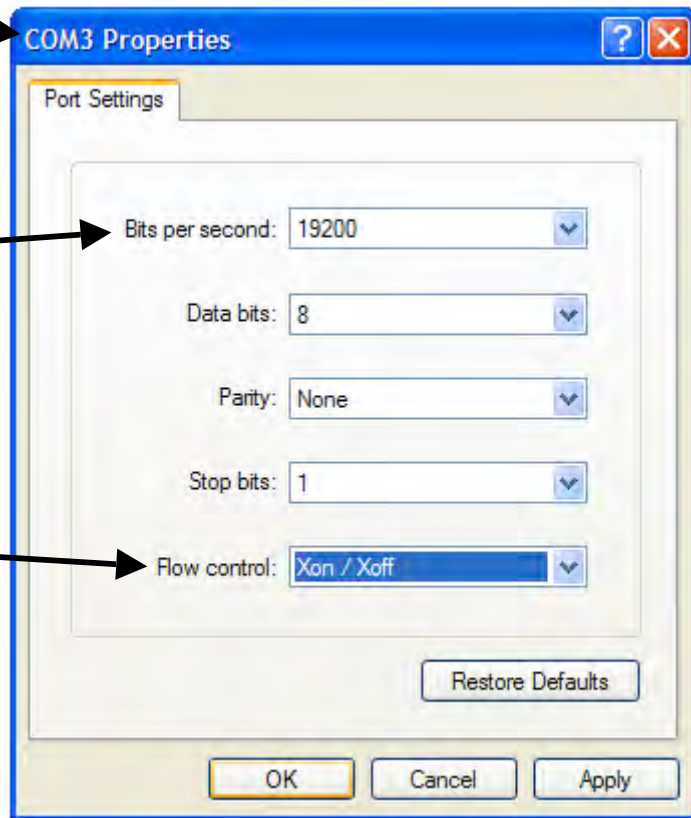 COM3 Properties
Port Settings
Bits per second: 19200
Data bits: 8
Parity: None
Stop bits: 1
Flow control: Xon / Xoff
Restore Defaults
OK Cancel Apply